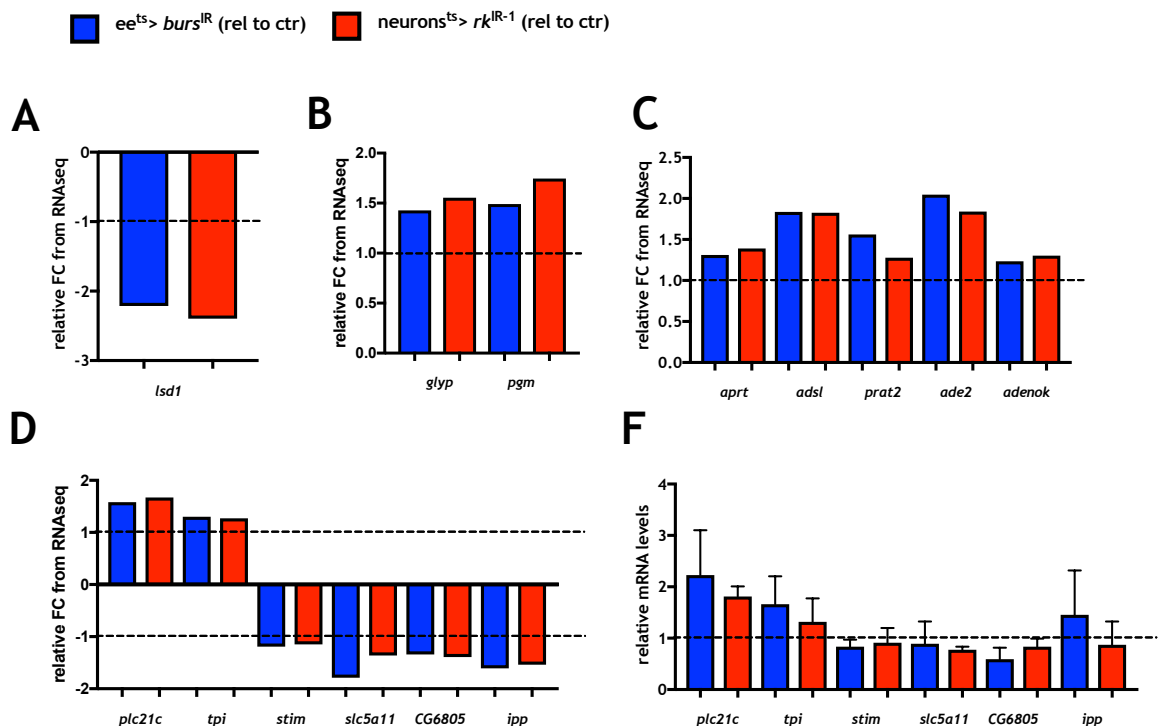 ee^ts> burs^IR (rel to ctr) neurons^ts> rk^IR-1 (rel to ctr)
A
relative FC from RNAseq
0
-1
-2
-3
lsd1
B
relative FC from RNAseq
2.0
1.5
1.0
0.5
0.0
glyp pgm
C
relative FC from RNAseq
2.5
2.0
1.5
1.0
0.5
0.0
aprt adsl prat2 ade2 adenok
D
relative FC from RNAseq
2
1
0
-1
-2
plc21c tpi stim slc5a11 CG6805 ipp
F
relative mRNA levels
4
3
2
1
0
plc21c tpi stim slc5a11 CG6805 ipp